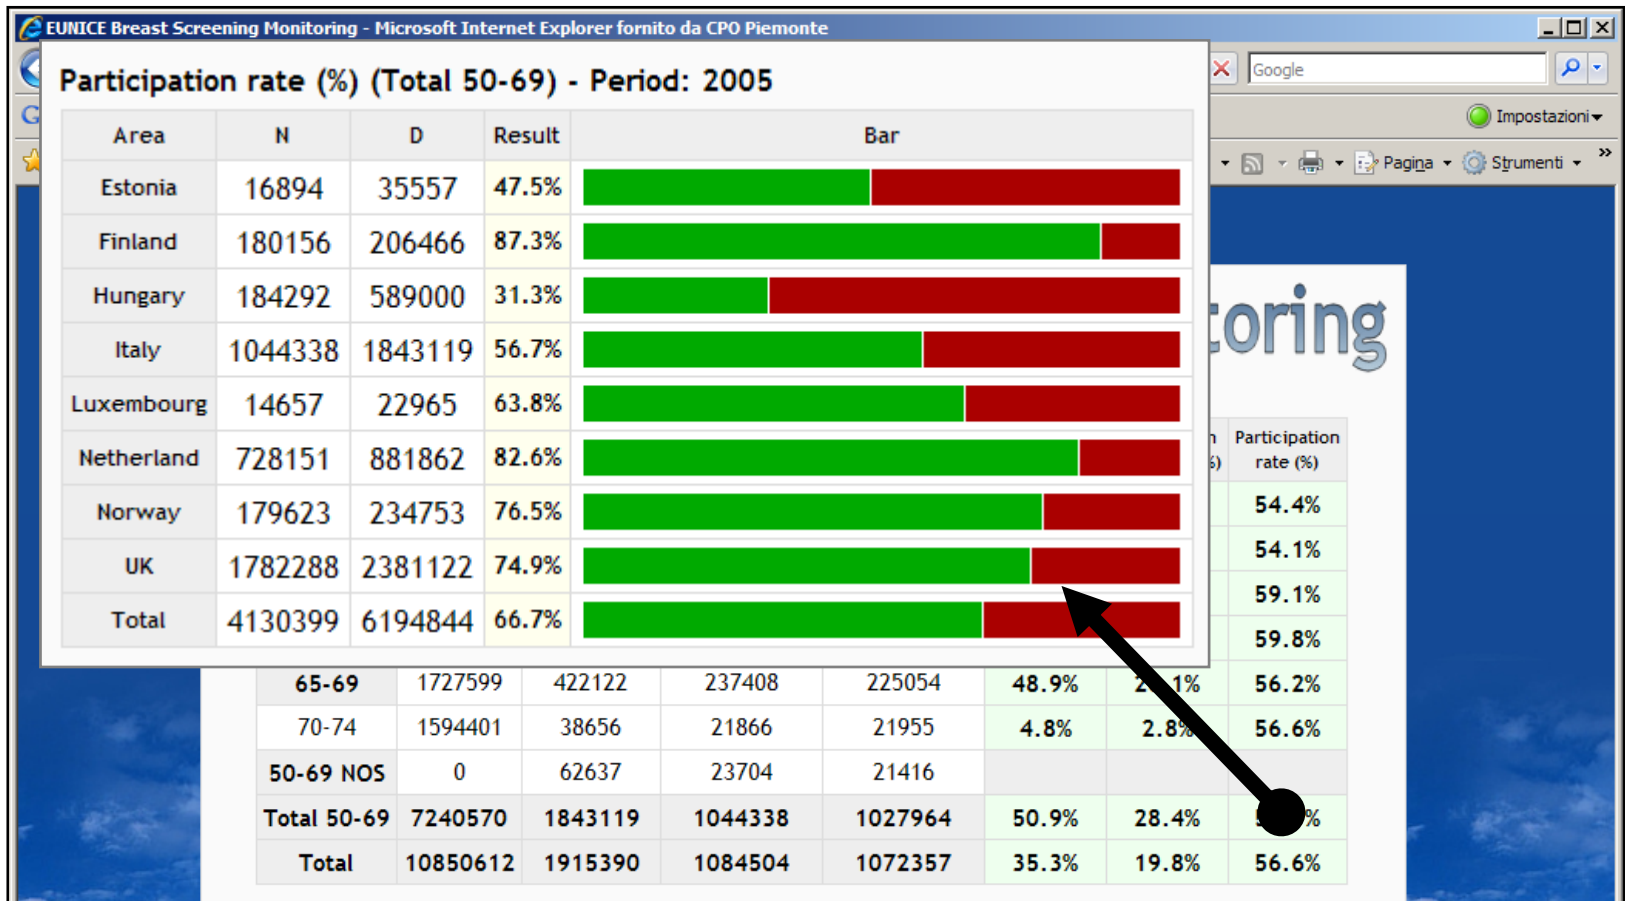 EUNICE Breast Screening Monitoring - Microsoft Internet Explorer fornito da CPO Piemonte
Google
Impostazioni
Pagina Strumenti »
Participation rate (%) (Total 50-69) - Period: 2005
Area N D Result Bar
Estonia 16894 35557 47.5%
Finland 180156 206466 87.3%
Hungary 184292 589000 31.3%
Italy 1044338 1843119 56.7%
Luxembourg 14657 22965 63.8%
Netherland 728151 881862 82.6%
Norway 179623 234753 76.5%
UK 1782288 2381122 74.9%
Total 4130399 6194844 66.7%
toring
Participation
rate (%)
54.4%
54.1%
59.1%
59.8%
65-69 1727599 422122 237408 225054 48.9% 56.2%
70-74 1594401 38656 21866 21955 4.8% 2.8% 56.6%
50-69 NOS 0 62637 23704 21416
Total 50-69 7240570 1843119 1044338 1027964 50.9% 28.4%
Total 10850612 1915390 1084504 1072357 35.3% 19.8% 56.6%